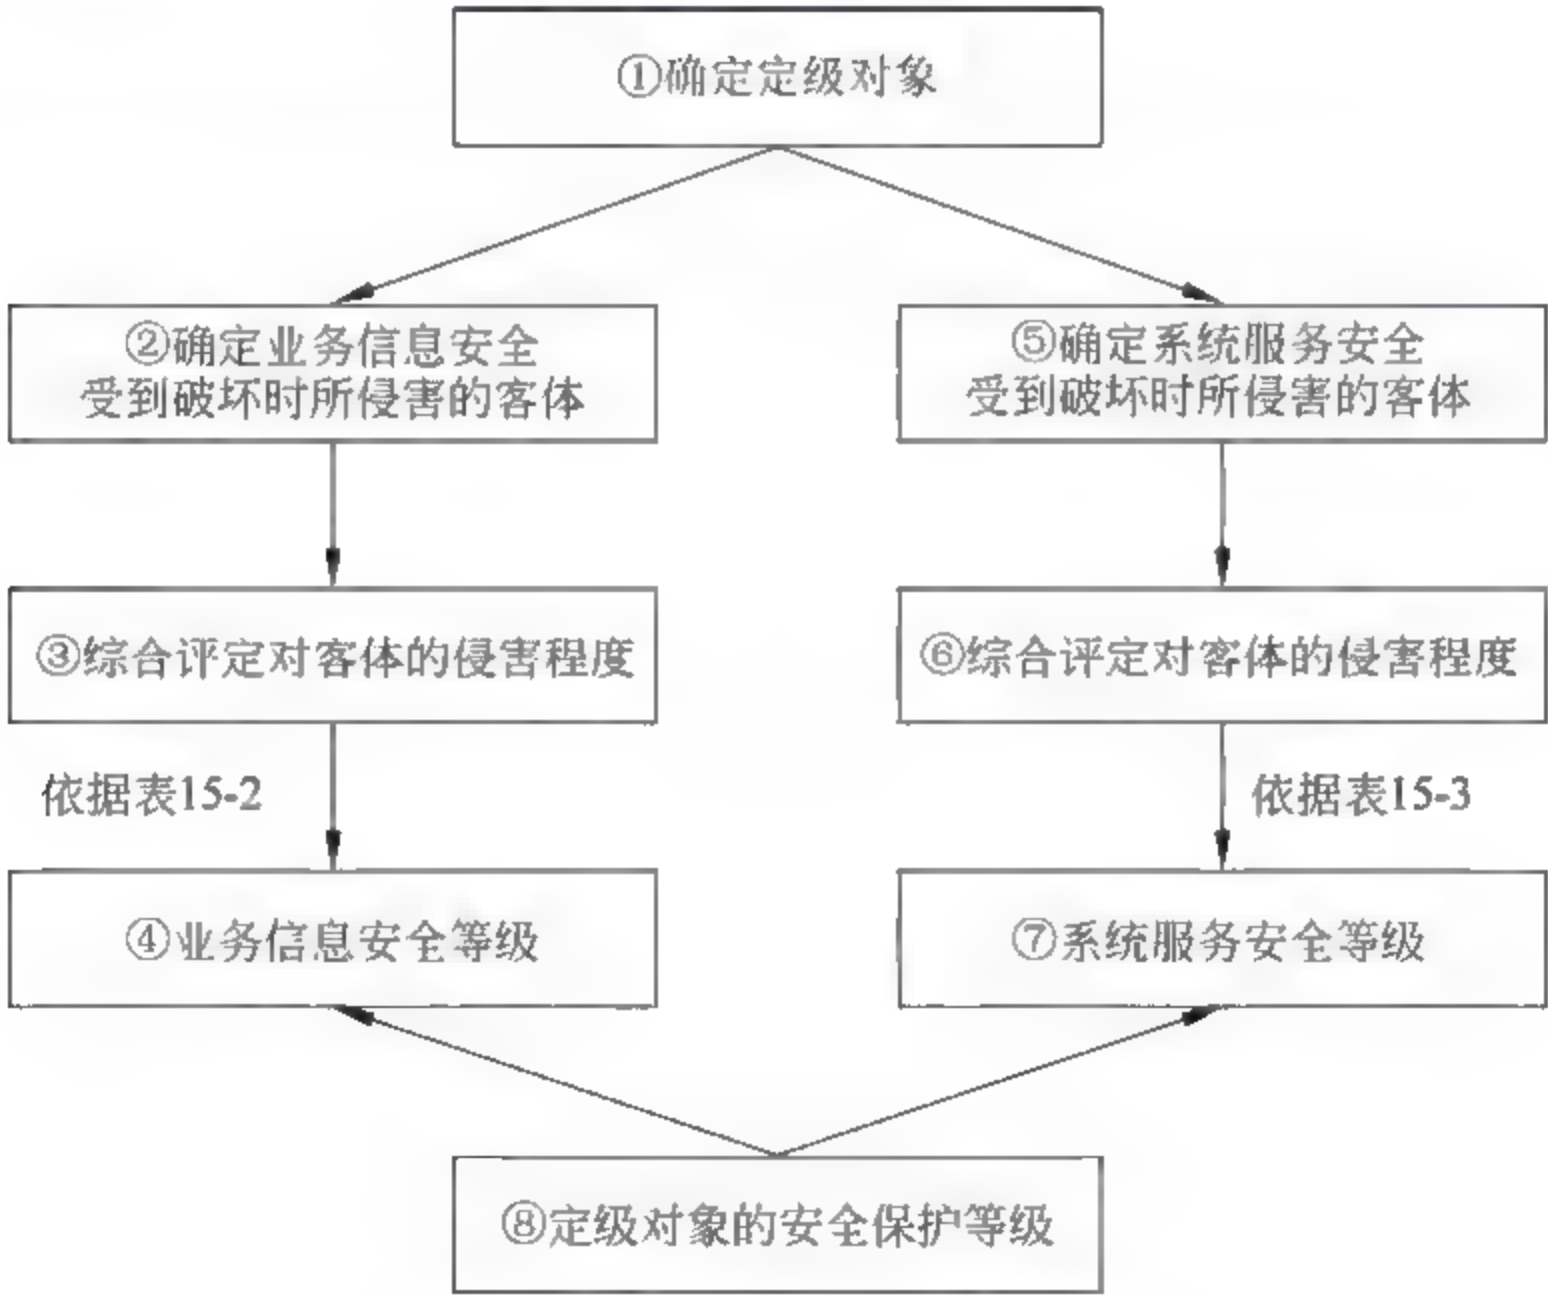 ①确定定级对象
②确定业务信息安全
受到破坏时所侵害的客体
⑤确定系统服务安全
受到破坏时所侵害的客体
③综合评定对客体的侵害程度
⑥综合评定对客体的侵害程度
依据表15-2
依据表15-3
④业务信息安全等级
⑦系统服务安全等级
⑧定级对象的安全保护等级